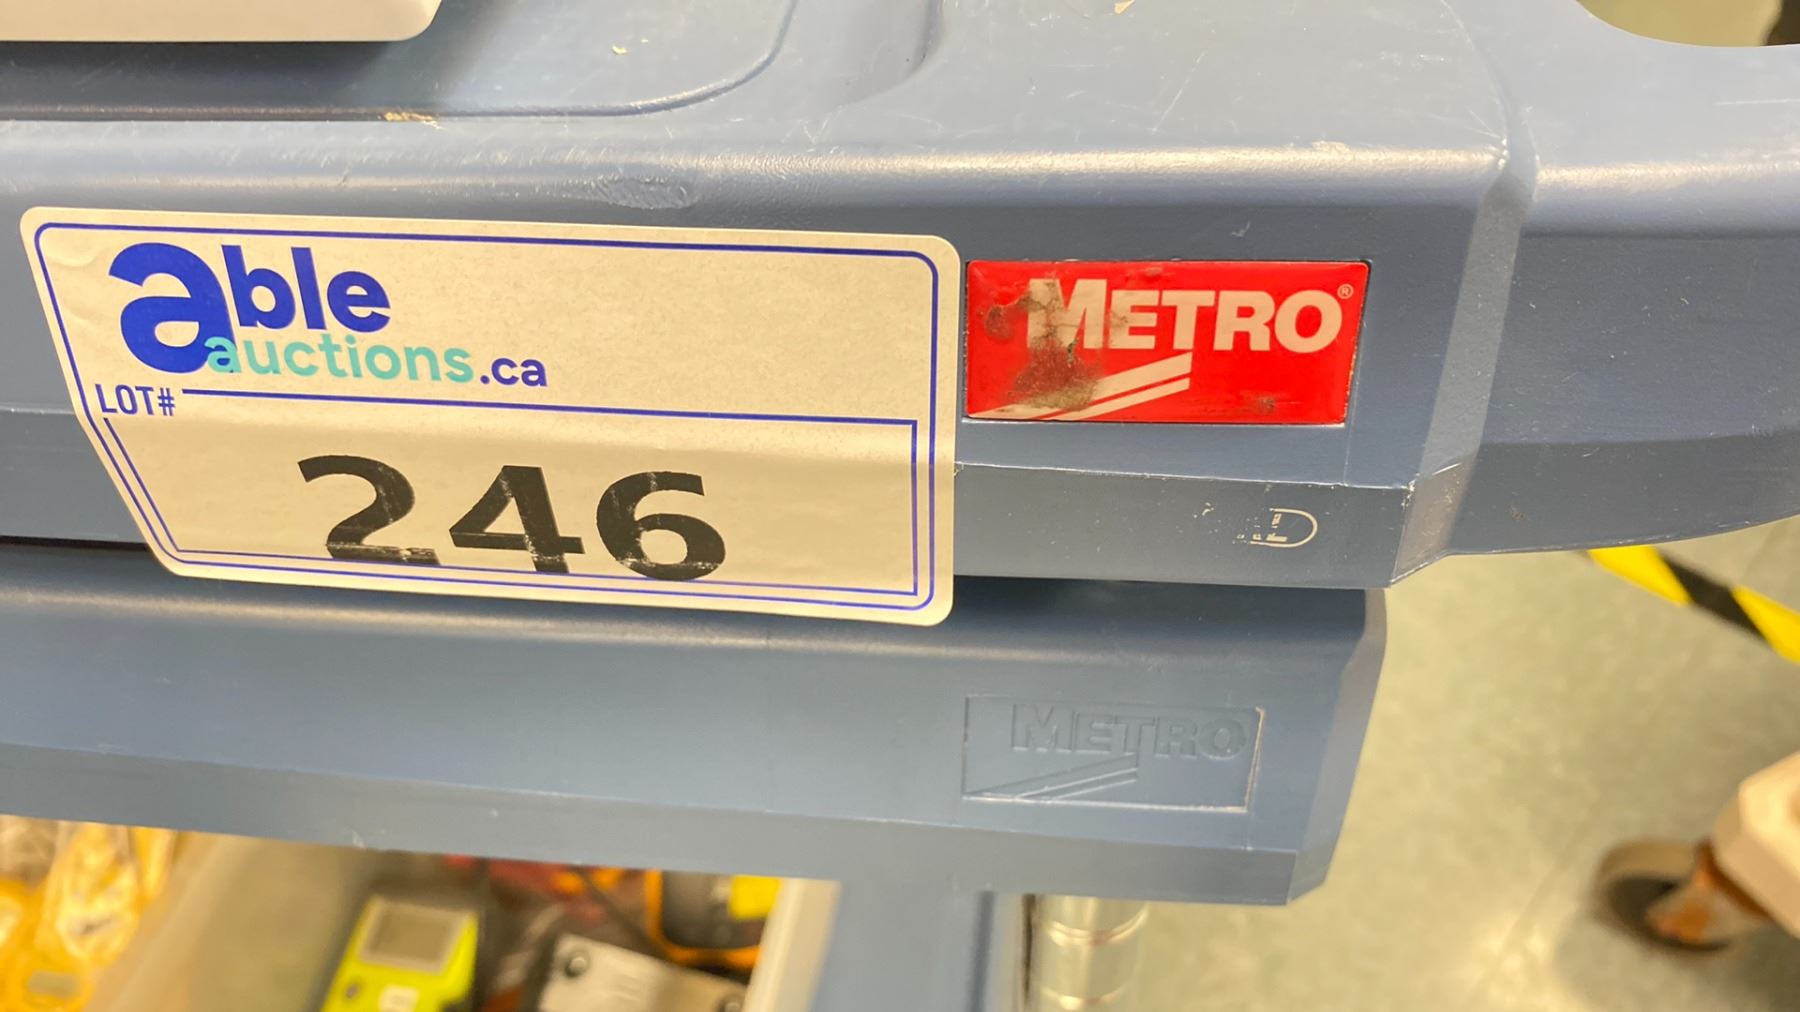 able
auctions.ca
LOT#
246
METRO®
METRO